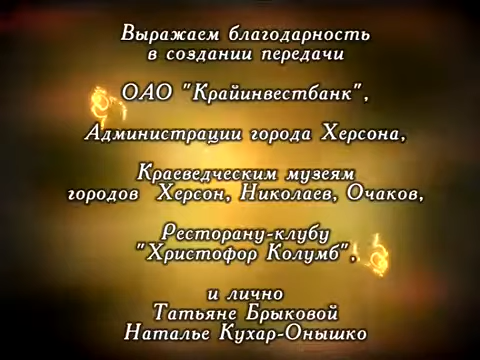 Выражаем благодарность
в создании передачи
ОАО "Крайинвестбанк",
Администрации города Херсона,
Краеведческим музеям
городов Херсон, Николаев, Очаков,
Ресторану-клубу
"Христофор Колумб",
и лично
Татьяне Брыковой
Наталье Кухар-Онышко